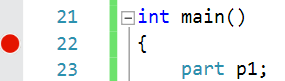 21 int main()
22 {
23 part p1;